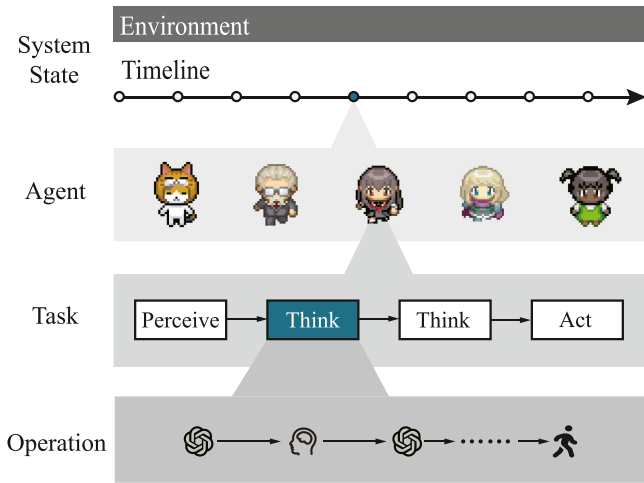 System
State
Environment
Timeline
Agent
Task
Perceive
Think
Think
Act
Operation